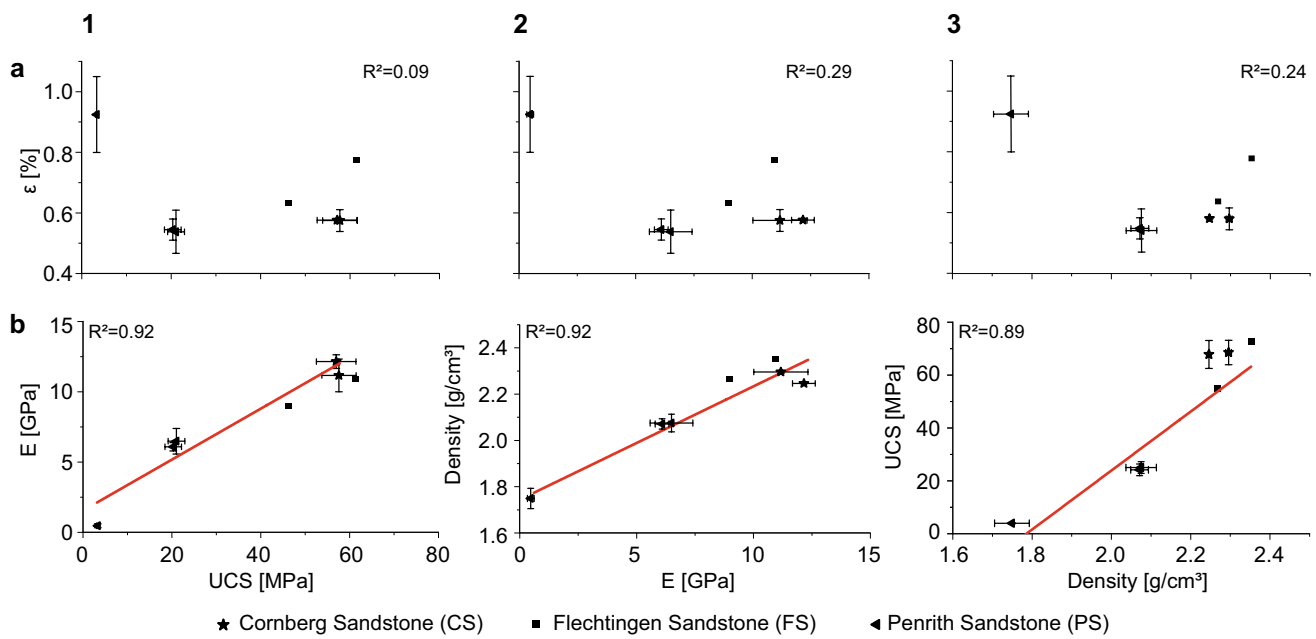 1 2 3
a
R²=0.09
R²=0.29
R²=0.24
ε [%]
1.0
0.8
0.6
0.4
b
R²=0.92
R²=0.92
R²=0.89
E [GPa]
15
10
5
0
0 20 40 60 80
UCS [MPa]
Density [g/cm³]
2.4
2.2
2.0
1.8
1.6
0 5 10 15
E [GPa]
UCS [MPa]
80
60
40
20
0
1.6 1.8 2.0 2.2 2.4
Density [g/cm³]
Cornberg Sandstone (CS) Flechtingen Sandstone (FS) Penrith Sandstone (PS)